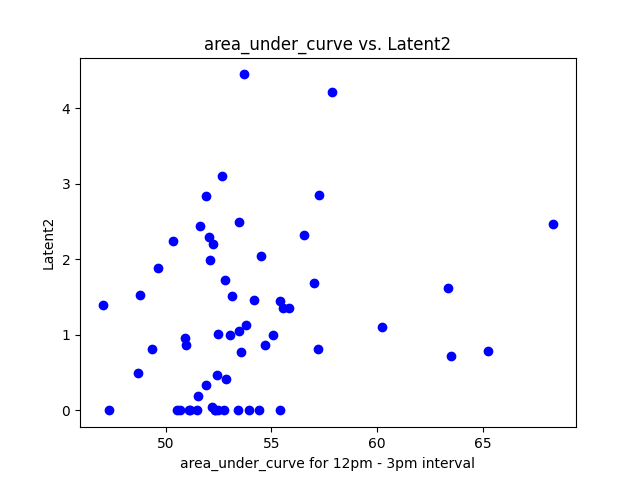 area_under_curve vs. Latent2
4
3
2
1
0
Latent2
50 55 60 65
area_under_curve for 12pm - 3pm interval